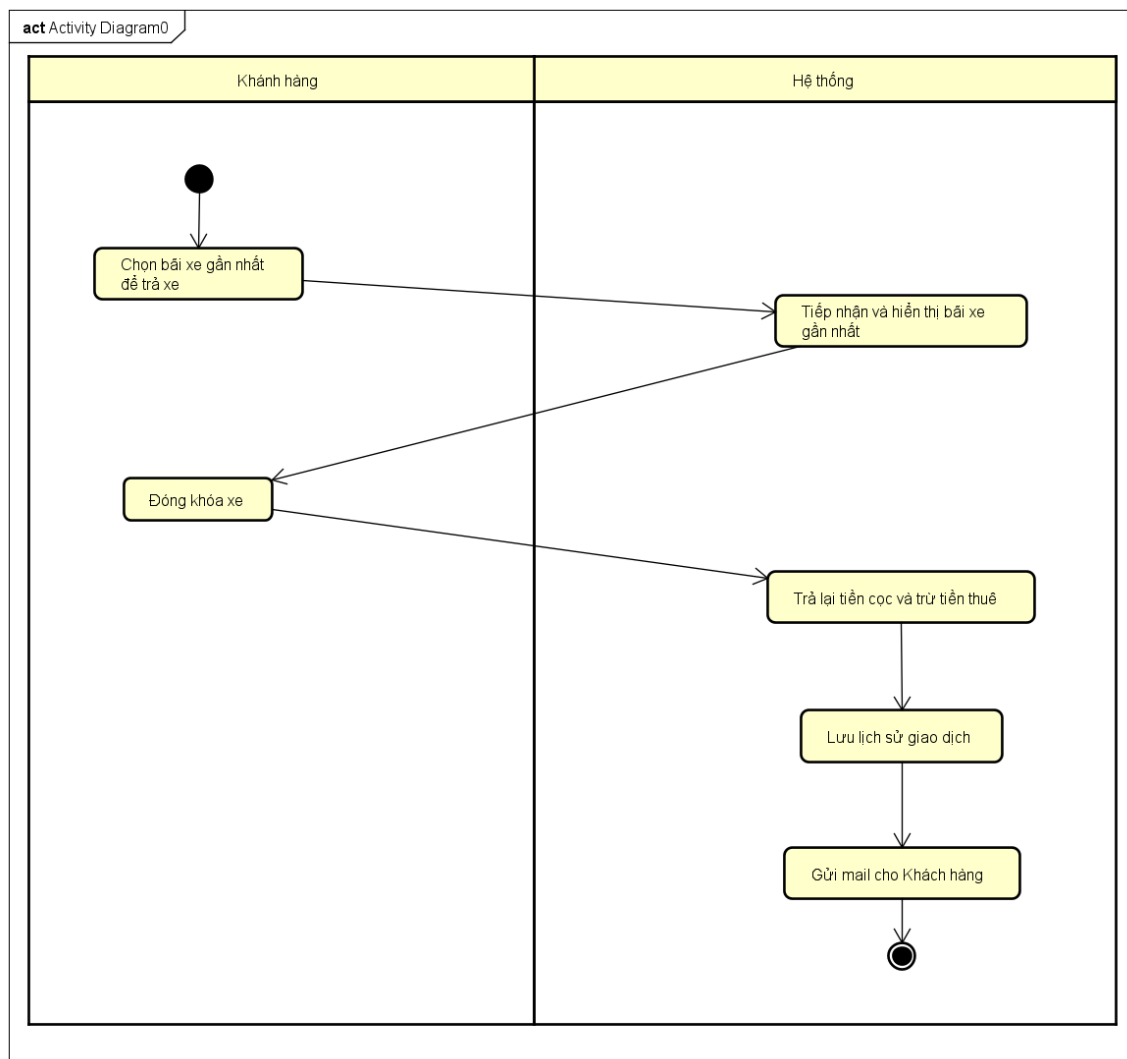 act Activity Diagram0
Khánh hàng
Hệ thống
Chọn bãi xe gần nhất
để trả xe
Tiếp nhận và hiển thị bãi xe
gần nhất
Đóng khóa xe
Trả lại tiền cọc và trừ tiền thuê
Lưu lịch sử giao dịch
Gửi mail cho Khách hàng